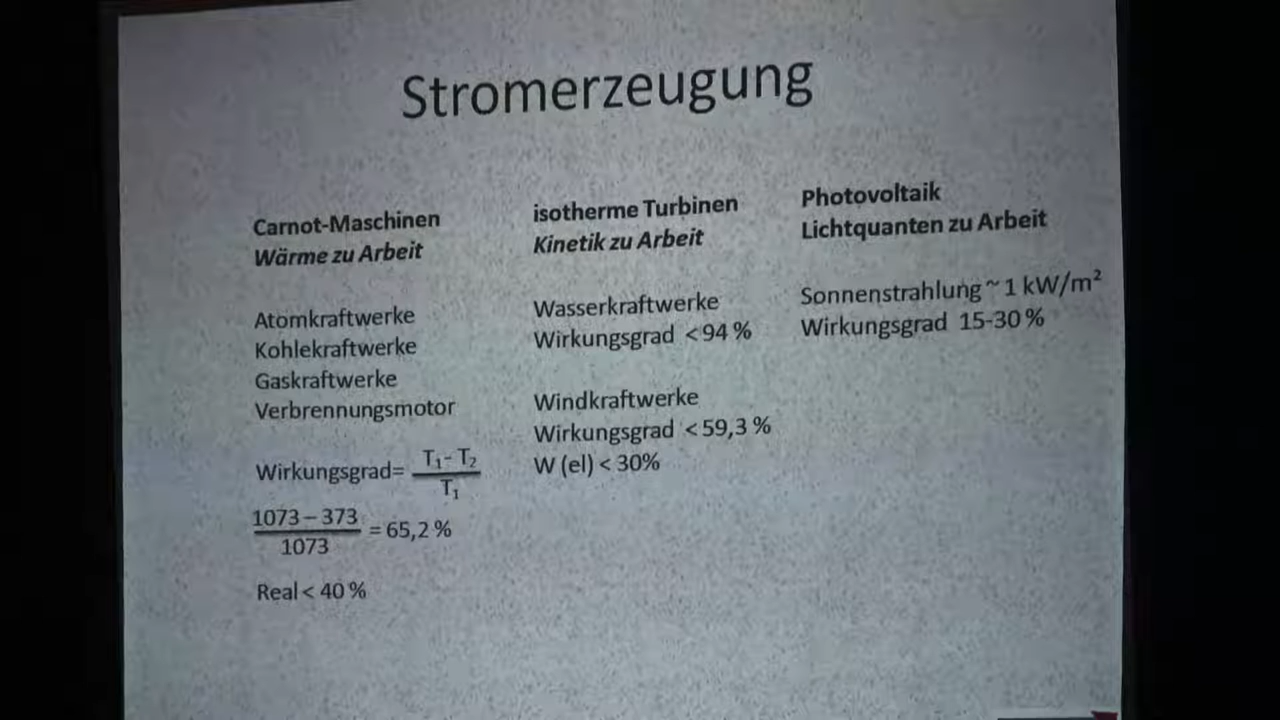 Stromerzeugung
Carnot-Maschinen
Wärme zu Arbeit
Atomkraftwerke
Kohlekraftwerke
Gaskraftwerke
Verbrennungsmotor
Wirkungsgrad= T₁- T₂
T₁
1073 – 373
1073
= 65,2 %
Real < 40 %
isotherme Turbinen
Kinetik zu Arbeit
Wasserkraftwerke
Wirkungsgrad < 94 %
Windkraftwerke
Wirkungsgrad < 59,3 %
W (el) < 30%
Photovoltaik
Lichtquanten zu Arbeit
Sonnenstrahlung ~ 1 kW/m²
Wirkungsgrad 15-30 %